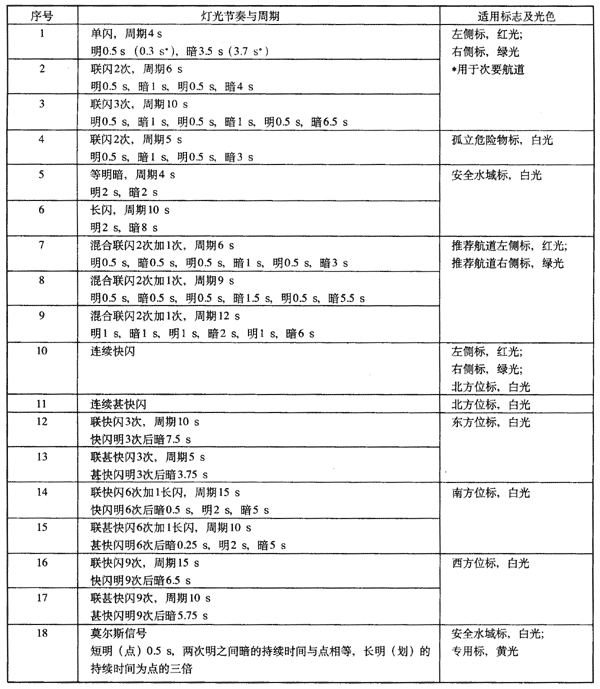 序号 灯光节奏与周期 适用标志及光色
1 单闪，周期4 s 左侧标，红光；
明0.5 s（0.3 s*），暗3.5 s（3.7 s*） 右侧标，绿光
2 联闪2次，周期6 s *用于次要航道
明0.5 s，暗1 s，明0.5 s，暗4 s
3 联闪3次，周期10 s
明0.5 s，暗1 s，明0.5 s，暗1 s，明0.5 s，暗6.5 s
4 联闪2次，周期5 s 孤立危险物标，白光
明0.5 s，暗1 s，明0.5 s，暗3 s
5 等明暗，周期4 s 安全水域标，白光
明2 s，暗2 s
6 长闪，周期10 s
明2 s，暗8 s
7 混合联闪2次加1次，周期6 s 推荐航道左侧标，红光；
明0.5 s，暗0.5 s，明0.5 s，暗1 s，明0.5 s，暗3 s 推荐航道右侧标，绿光
8 混合联闪2次加1次，周期9 s
明0.5 s，暗0.5 s，明0.5 s，暗1.5 s，明0.5 s，暗5.5 s
9 混合联闪2次加1次，周期12 s
明1 s，暗1 s，明1 s，暗2 s，明1 s，暗6 s
10 连续快闪 左侧标，红光；
右侧标，绿光；
北方位标，白光
11 连续甚快闪 北方位标，白光
12 联快闪3次，周期10 s 东方位标，白光
快闪明3次后暗7.5 s
13 联甚快闪3次，周期5 s
甚快闪明3次后暗3.75 s
14 联快闪6次加1长闪，周期15 s 南方位标，白光
快闪明6次后暗0.5 s，明2 s，暗5 s
15 联甚快闪6次加1长闪，周期10 s
甚快闪明6次后暗0.25 s，明2 s，暗5 s
16 联快闪9次，周期15 s 西方位标，白光
快闪明9次后暗6.5 s
17 联甚快闪9次，周期10 s
甚快闪明9次后暗5.75 s
18 莫尔斯信号 安全水域标，白光；
短明（点）0.5 s，两次明之间暗的持续时间与点相等，长明（划）的 专用标，黄光
持续时间为点的三倍